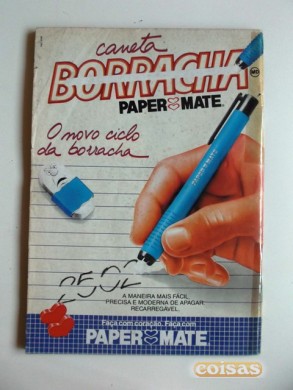 caneta
BORRACHA
PAPER MATE
O novo ciclo
da borracha
PAPER MATE
2502
A MANEIRA MAIS FÁCIL,
PRECISA E MODERNA DE APAGAR.
RECARREGÁVEL.
Faça com coração. Faça com
PAPER MATE
coisas